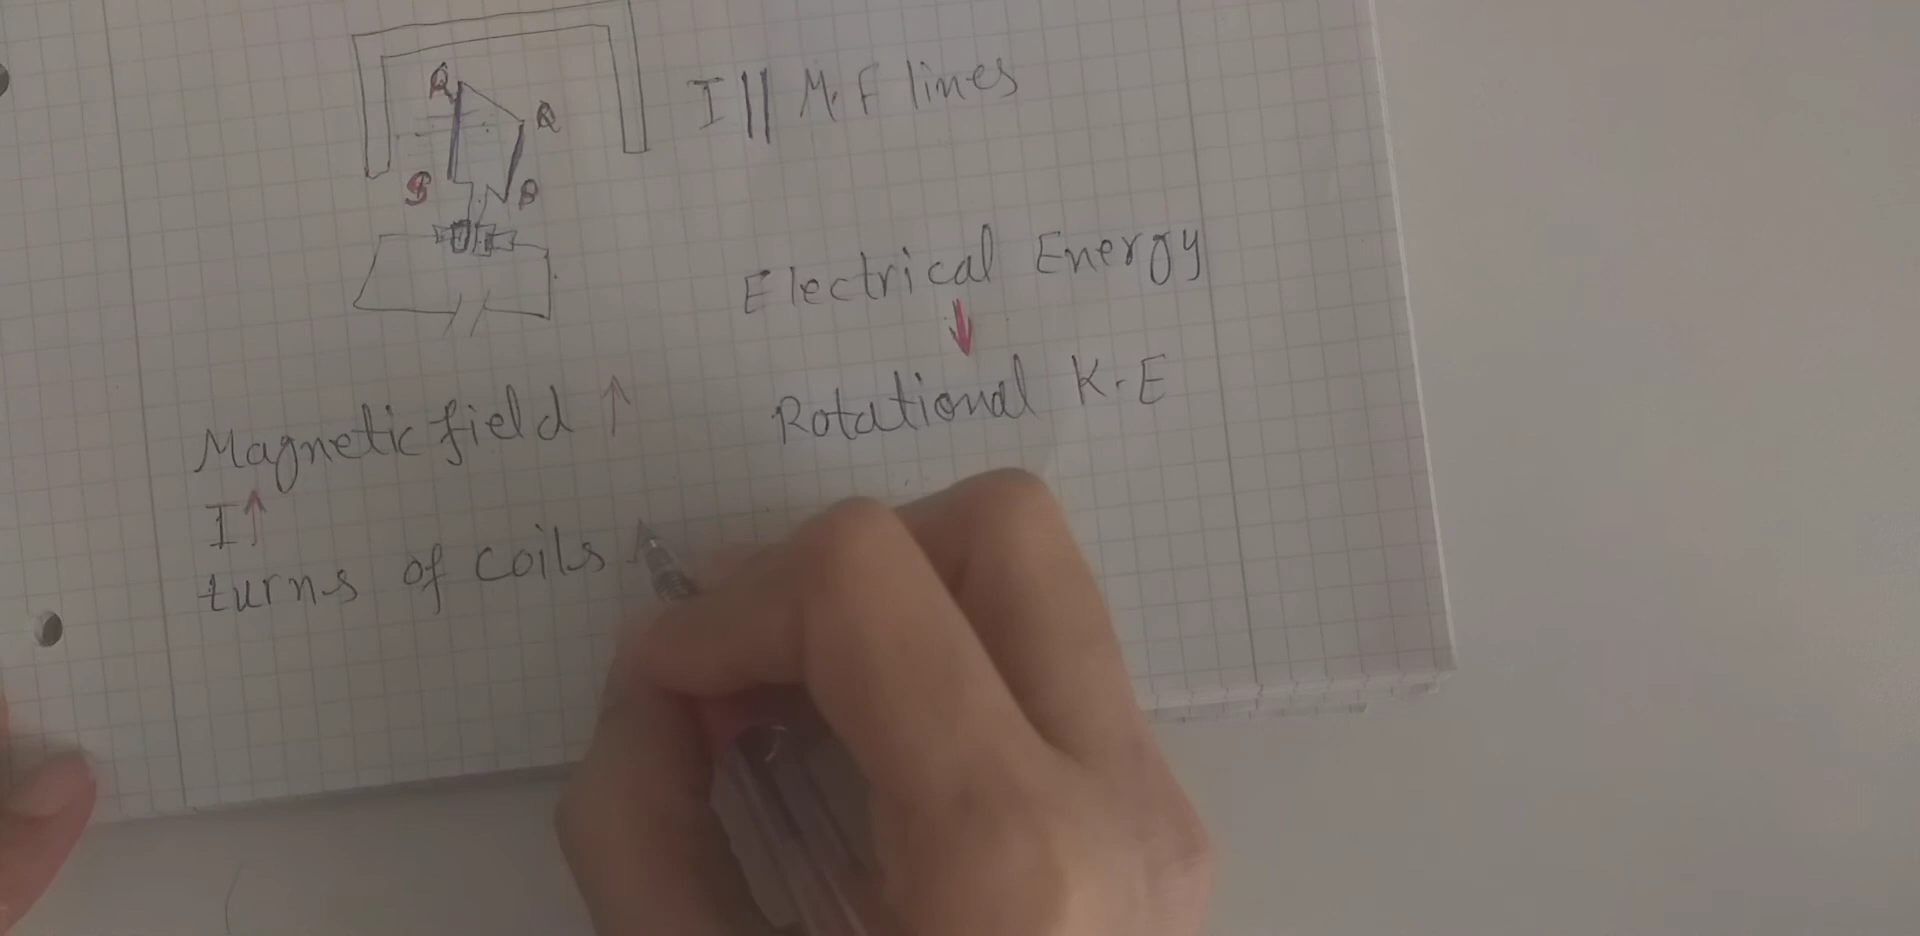 R
Q
S
P
I || M.F lines
Electrical Energy
↓
Rotational K.E
Magnetic field ↑
I↑
turns of coils